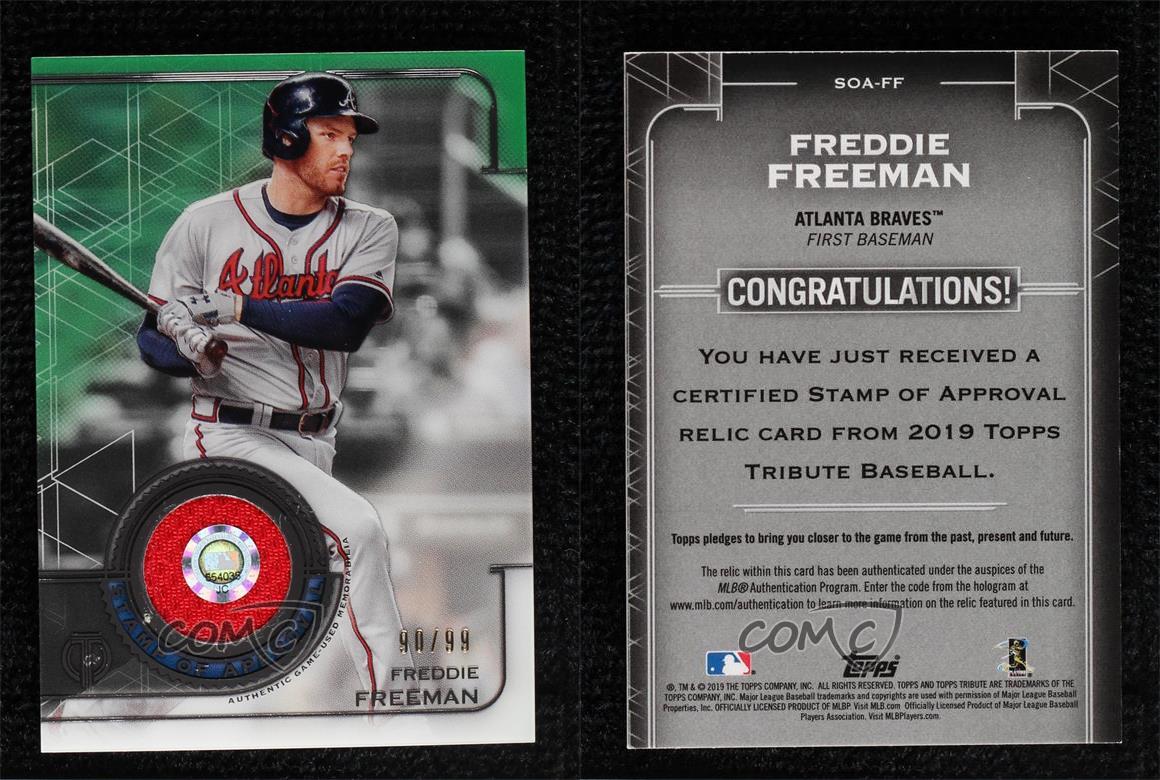 A
Atlanta
554038
JC
STAMP OF APPROVAL
AUTHENTIC GAME-USED MEMORABILIA
COMC
90/99
FREDDIE
FREEMAN
SOA-FF
FREDDIE
FREEMAN
ATLANTA BRAVES™
FIRST BASEMAN
CONGRATULATIONS!
YOU HAVE JUST RECEIVED A
CERTIFIED STAMP OF APPROVAL
RELIC CARD FROM 2019 TOPPS
TRIBUTE BASEBALL.
Topps pledges to bring you closer to the game from the past, present and future.
The relic within this card has been authenticated under the auspices of the
MLB® Authentication Program. Enter the code from the hologram at
www.mlb.com/authentication to learn more information on the relic featured in this card.
COMC
Topps
®, TM & © 2019 THE TOPPS COMPANY, INC. ALL RIGHTS RESERVED. TOPPS AND TOPPS TRIBUTE ARE TRADEMARKS OF THE
TOPPS COMPANY, INC. Major League Baseball trademarks and copyrights are used with permission of Major League Baseball
Properties, Inc. OFFICIALLY LICENSED PRODUCT OF MLBP. Visit MLB.com Officially Licensed Product of Major League Baseball
Players Association. Visit MLBPlayers.com.